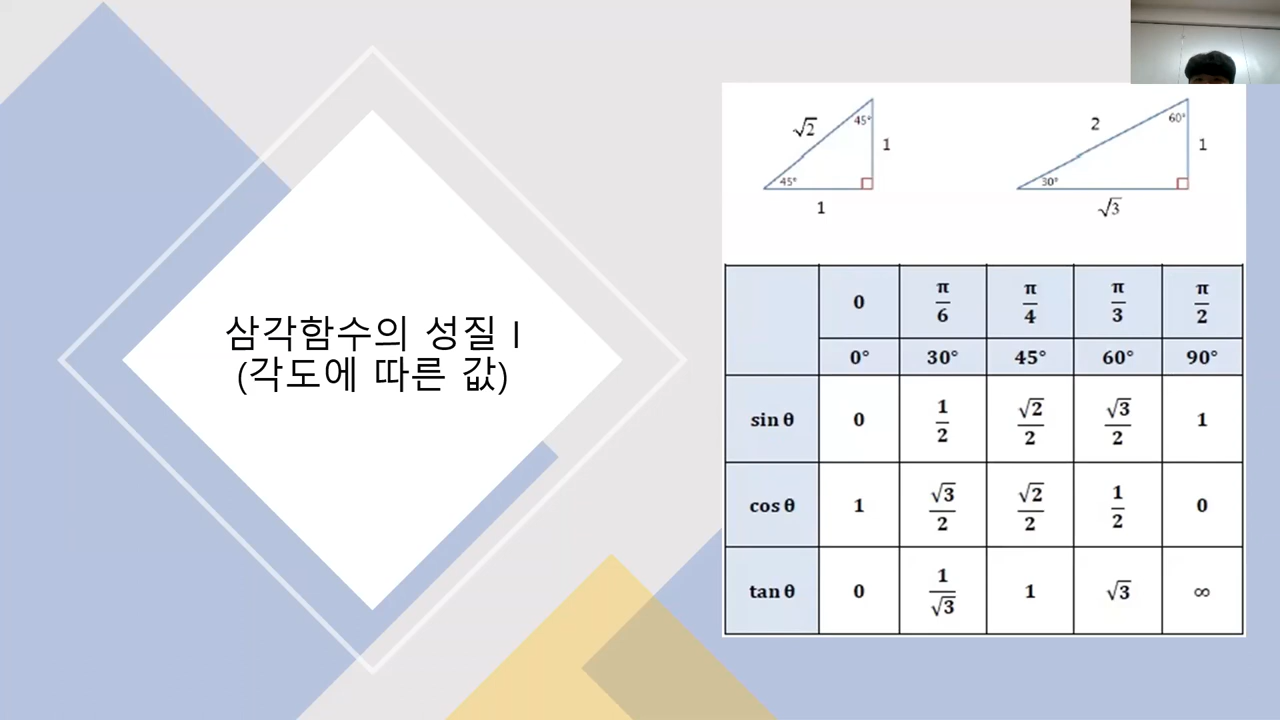 삼각함수의 성질 I
(각도에 따른 값)
√2
45°
1
45°
1
2
60°
1
30°
√3
0 π/6 π/4 π/3 π/2
0° 30° 45° 60° 90°
sin θ 0 1/2 √2/2 √3/2 1
cos θ 1 √3/2 √2/2 1/2 0
tan θ 0 1/√3 1 √3 ∞